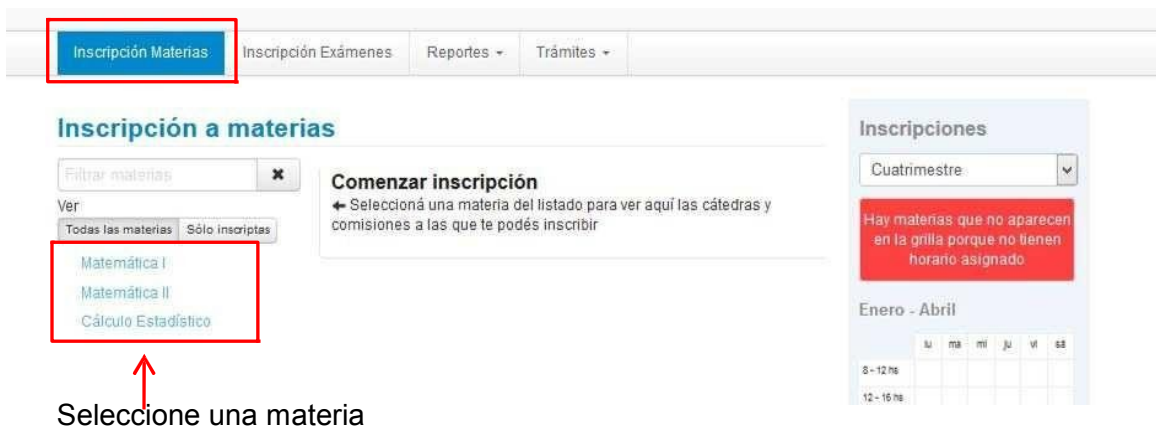 Inscripción Materias Inscripción Exámenes Reportes Trámites
Inscripción a materias
Filtrar materias
Ver
Todas las materias Sólo inscriptas
Matemática I
Matemática II
Cálculo Estadístico
Seleccione una materia
Comenzar inscripción
Seleccioná una materia del listado para ver aquí las cátedras y
comisiones a las que te podés inscribir
Inscripciones
Cuatrimestre
Hay materias que no aparecen
en la grilla porque no tienen
horario asignado
Enero - Abril
lu ma mi ju vi sá
8 - 12 hs
12 - 16 hs